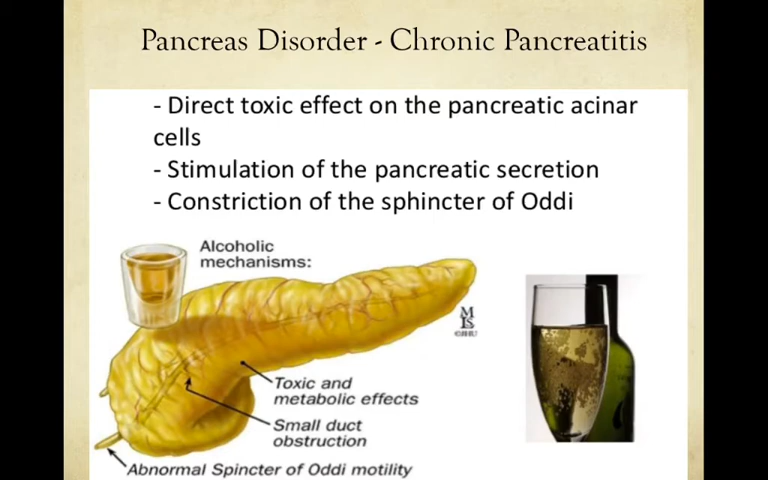 Pancreas Disorder - Chronic Pancreatitis
- Direct toxic effect on the pancreatic acinar
cells
- Stimulation of the pancreatic secretion
- Constriction of the sphincter of Oddi
Alcoholic
mechanisms:
Toxic and
metabolic effects
Small duct
obstruction
Abnormal Spincter of Oddi motility